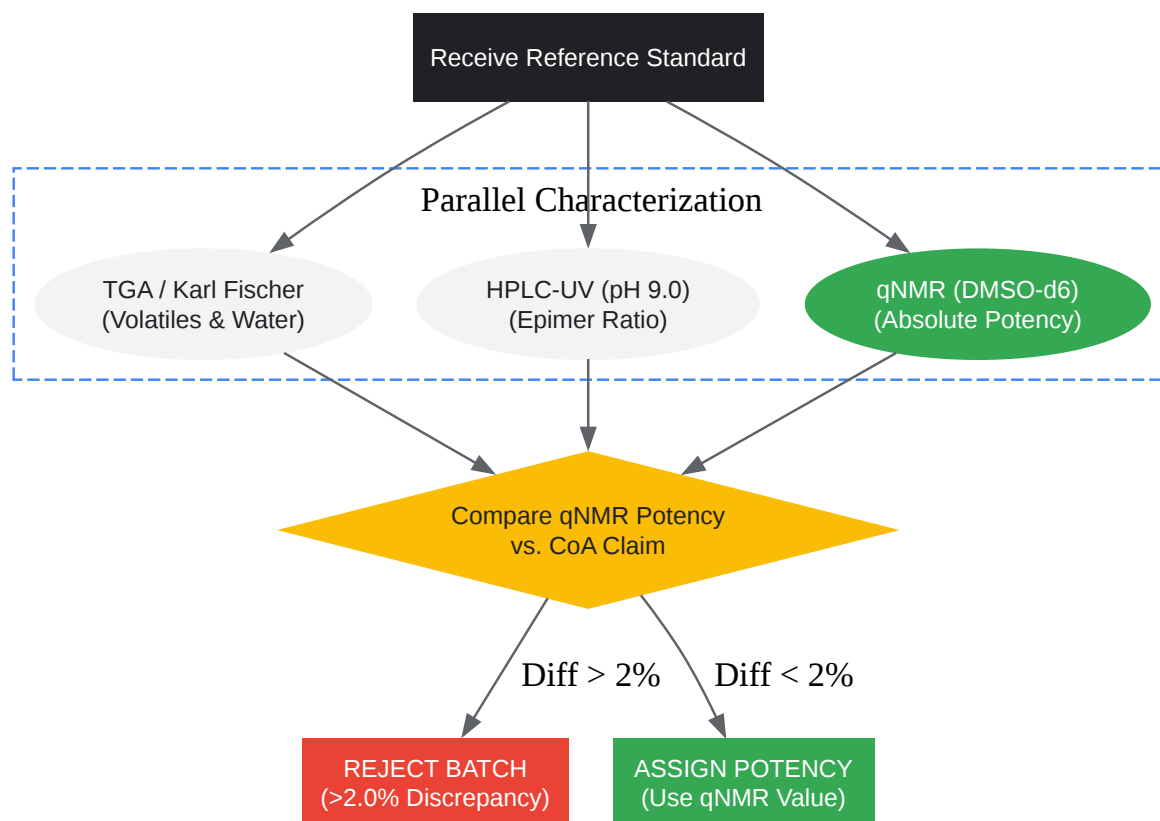 Receive Reference Standard
Parallel Characterization
TGA / Karl Fischer
(Volatiles & Water)
HPLC-UV (pH 9.0)
(Epimer Ratio)
qNMR (DMSO-d6)
(Absolute Potency)
Compare qNMR Potency
vs. CoA Claim
Diff > 2%
Diff < 2%
REJECT BATCH
(>2.0% Discrepancy)
ASSIGN POTENCY
(Use qNMR Value)